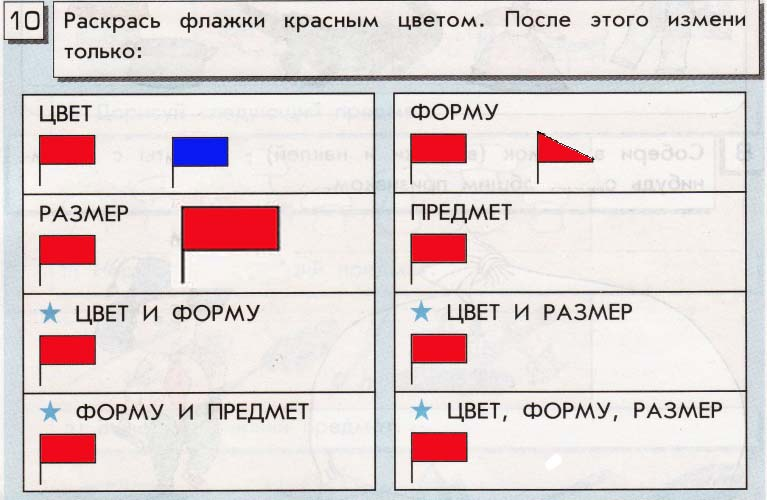 10 Раскрась флажки красным цветом. После этого измени
только:
ЦВЕТ
ФОРМУ
РАЗМЕР
ПРЕДМЕТ
★ ЦВЕТ И ФОРМУ
★ ЦВЕТ И РАЗМЕР
★ ФОРМУ И ПРЕДМЕТ
★ ЦВЕТ, ФОРМУ, РАЗМЕР